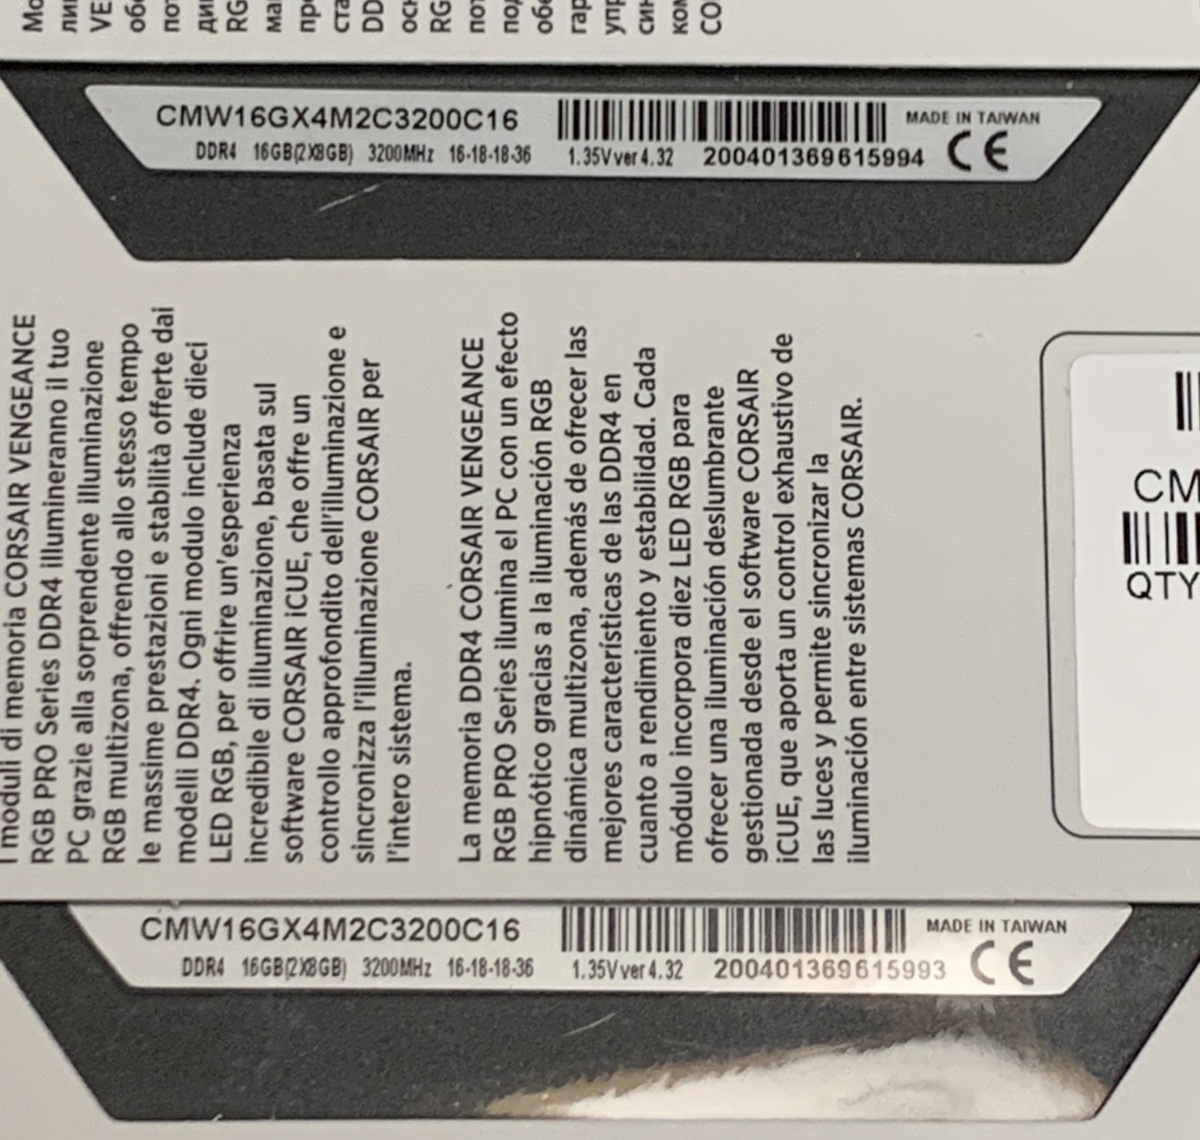 CMW16GX4M2C3200C16
MADE IN TAIWAN
DDR4 16GB(2X8GB) 3200MHz 16-18-18-36 1.35V ver 4.32 200401369615994 CE
I moduli di memoria CORSAIR VENGEANCE
RGB PRO Series DDR4 illumineranno il tuo
PC grazie alla sorprendente illuminazione
RGB multizona, offrendo allo stesso tempo
le massime prestazioni e stabilità offerte dai
modelli DDR4. Ogni modulo include dieci
LED RGB, per offrire un'esperienza
incredibile di illuminazione, basata sul
software CORSAIR iCUE, che offre un
controllo approfondito dell'illuminazione e
sincronizza l'illuminazione CORSAIR per
l'intero sistema.
La memoria DDR4 CORSAIR VENGEANCE
RGB PRO Series ilumina el PC con un efecto
hipnótico gracias a la iluminación RGB
dinámica multizona, además de ofrecer las
mejores características de las DDR4 en
cuanto a rendimiento y estabilidad. Cada
módulo incorpora diez LED RGB para
ofrecer una iluminación deslumbrante
gestionada desde el software CORSAIR
iCUE, que aporta un control exhaustivo de
las luces y permite sincronizar la
iluminación entre sistemas CORSAIR.
CM
QTY
CMW16GX4M2C3200C16
MADE IN TAIWAN
DDR4 16GB(2X8GB) 3200MHz 16-18-18-36 1.35V ver 4.32 200401369615993 CE